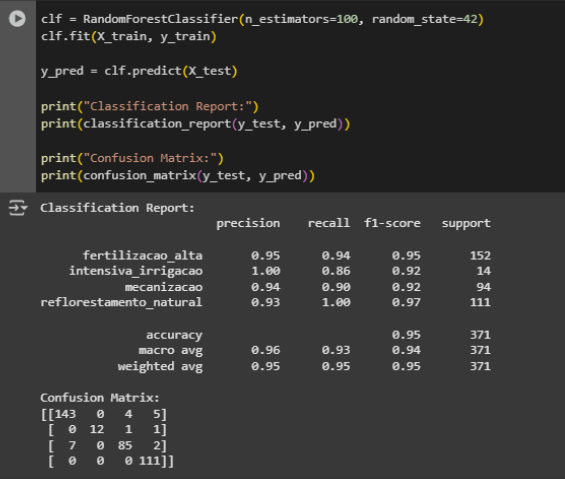 clf = RandomForestClassifier(n_estimators=100, random_state=42)
clf.fit(X_train, y_train)
y_pred = clf.predict(X_test)
print("Classification Report:")
print(classification_report(y_test, y_pred))
print("Confusion Matrix:")
print(confusion_matrix(y_test, y_pred))
Classification Report:
precision recall f1-score support
fertilizacao_alta 0.95 0.94 0.95 152
intensiva_irrigacao 1.00 0.86 0.92 14
mecanizacao 0.94 0.90 0.92 94
reflorestamento_natural 0.93 1.00 0.97 111
accuracy 0.95 371
macro avg 0.96 0.93 0.94 371
weighted avg 0.95 0.95 0.95 371
Confusion Matrix:
[[143 0 4 5]
[ 0 12 1 1]
[ 7 0 85 2]
[ 0 0 0 111]]